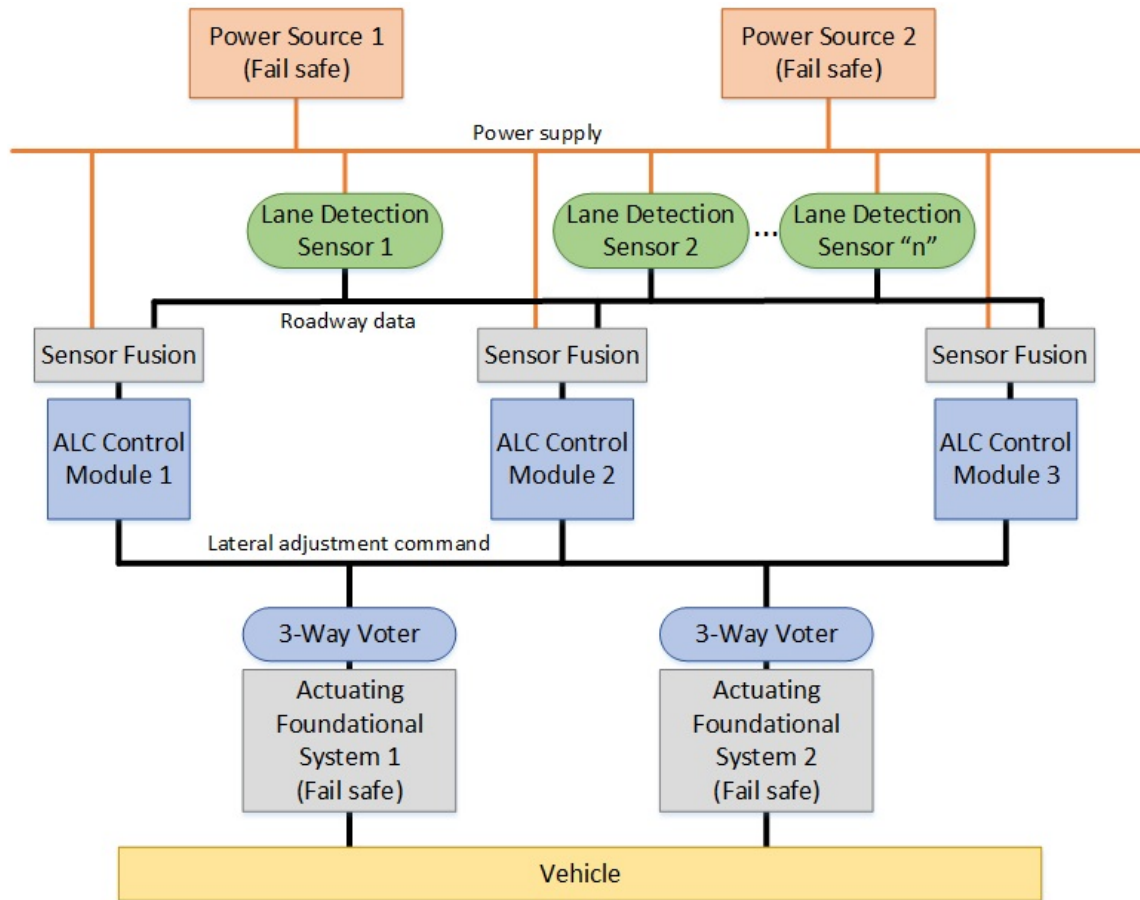 Power Source 1
(Fail safe)
Power Source 2
(Fail safe)
Power supply
Lane Detection
Sensor 1
Lane Detection
Sensor 2
...
Lane Detection
Sensor “n”
Roadway data
Sensor Fusion
Sensor Fusion
Sensor Fusion
ALC Control
Module 1
ALC Control
Module 2
ALC Control
Module 3
Lateral adjustment command
3-Way Voter
3-Way Voter
Actuating
Foundational
System 1
(Fail safe)
Actuating
Foundational
System 2
(Fail safe)
Vehicle